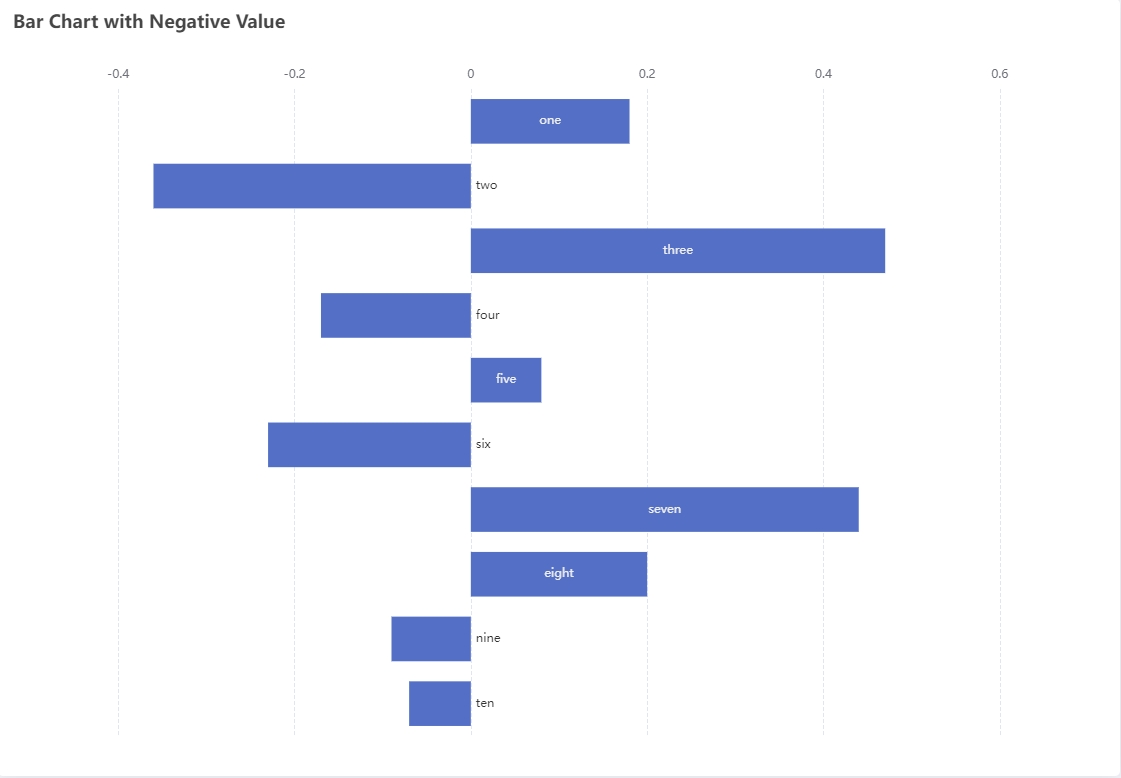 Bar Chart with Negative Value
-0.4 -0.2 0 0.2 0.4 0.6
one
two
three
four
five
six
seven
eight
nine
ten